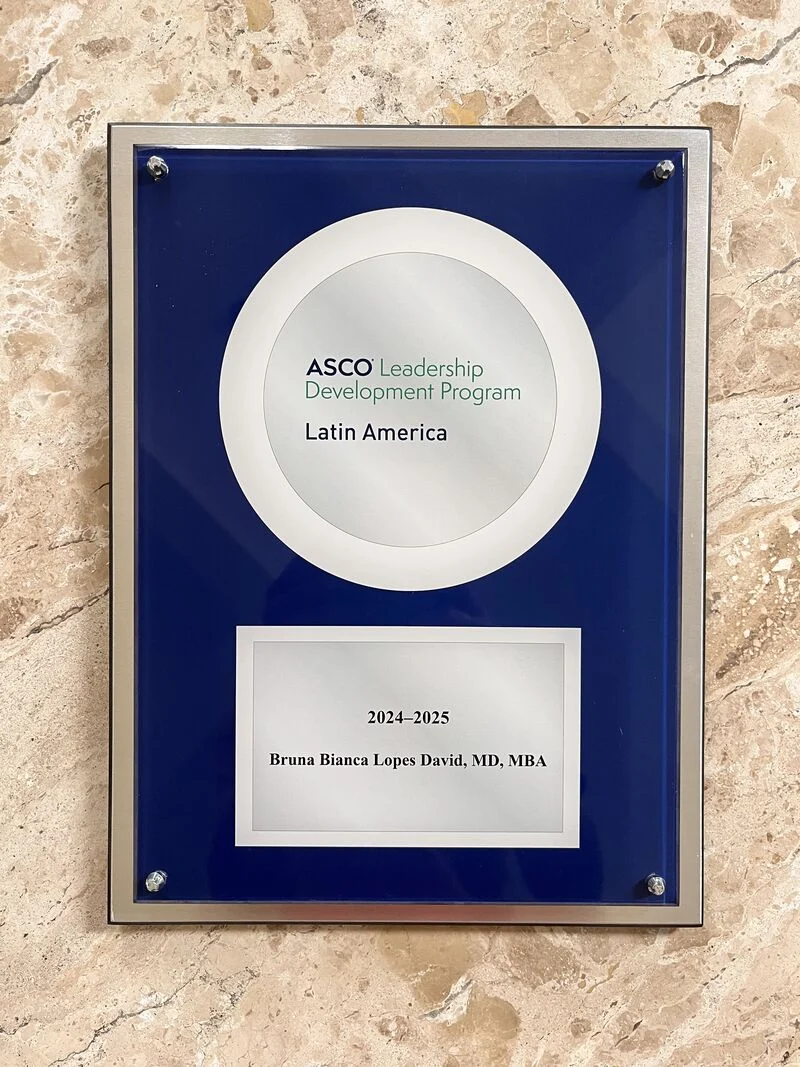 ASCO® Leadership
Development Program
Latin America
2024–2025
Bruna Bianca Lopes David, MD, MBA